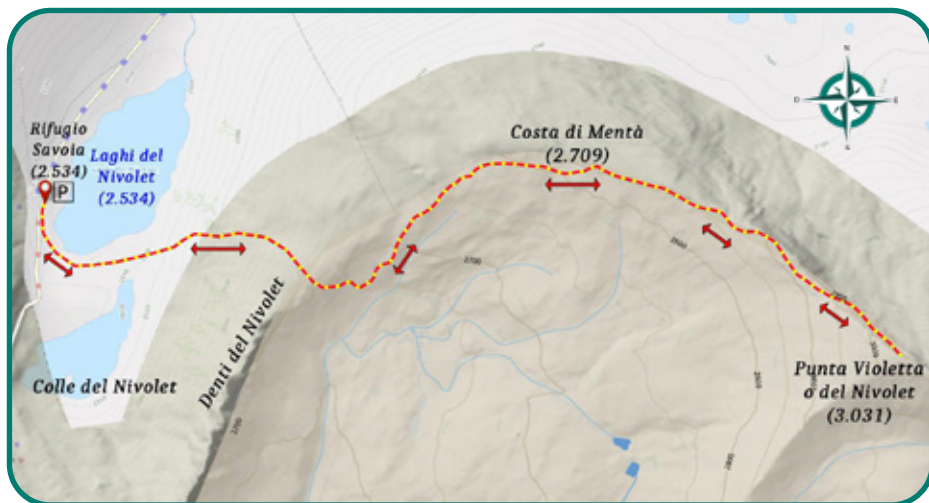 Rifugio
Savoia
(2.534)
P
Laghi del
Nivolet
(2.534)
Costa di Mentà
(2.709)
N
E
Denti del Nivolet
Colle del Nivolet
Punta Violetta
o del Nivolet
(3.031)
2700